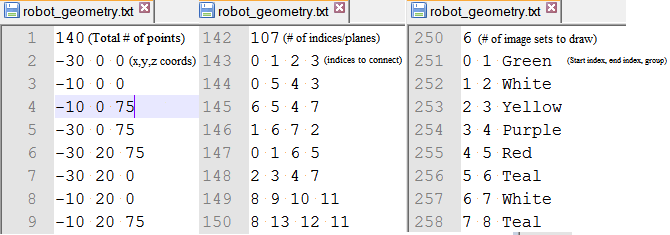 robot_geometry.txt
1 140 (Total # of points)
2 -30 0 0 (x,y,z coords)
3 -10 0 0
4 -10 0 75
5 -30 0 75
6 -30 20 75
7 -30 20 0
8 -10 20 0
9 -10 20 75
robot_geometry.txt
142 107 (# of indices/planes)
143 0 1 2 3 (indices to connect)
144 0 5 4 3
145 6 5 4 7
146 1 6 7 2
147 0 1 6 5
148 2 3 4 7
149 8 9 10 11
150 8 13 12 11
robot_geometry.txt
250 6 (# of image sets to draw)
251 0 1 Green (Start index, end index, group)
252 1 2 White
253 2 3 Yellow
254 3 4 Purple
255 4 5 Red
256 5 6 Teal
257 6 7 White
258 7 8 Teal